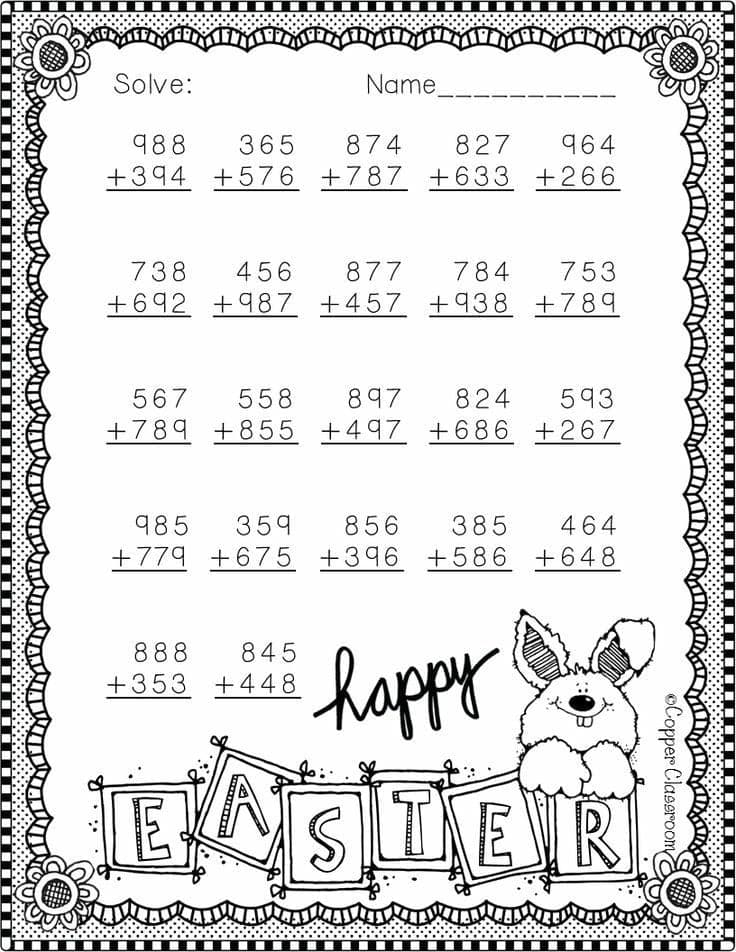 Solve: Name__________
988 365 874 827 964
+394 +576 +787 +633 +266
738 456 877 784 753
+692 +987 +457 +938 +789
567 558 897 824 593
+789 +855 +497 +686 +267
985 359 856 385 464
+779 +675 +396 +586 +648
888 845
+353 +448
happy
EASTER
©Copper Classroom